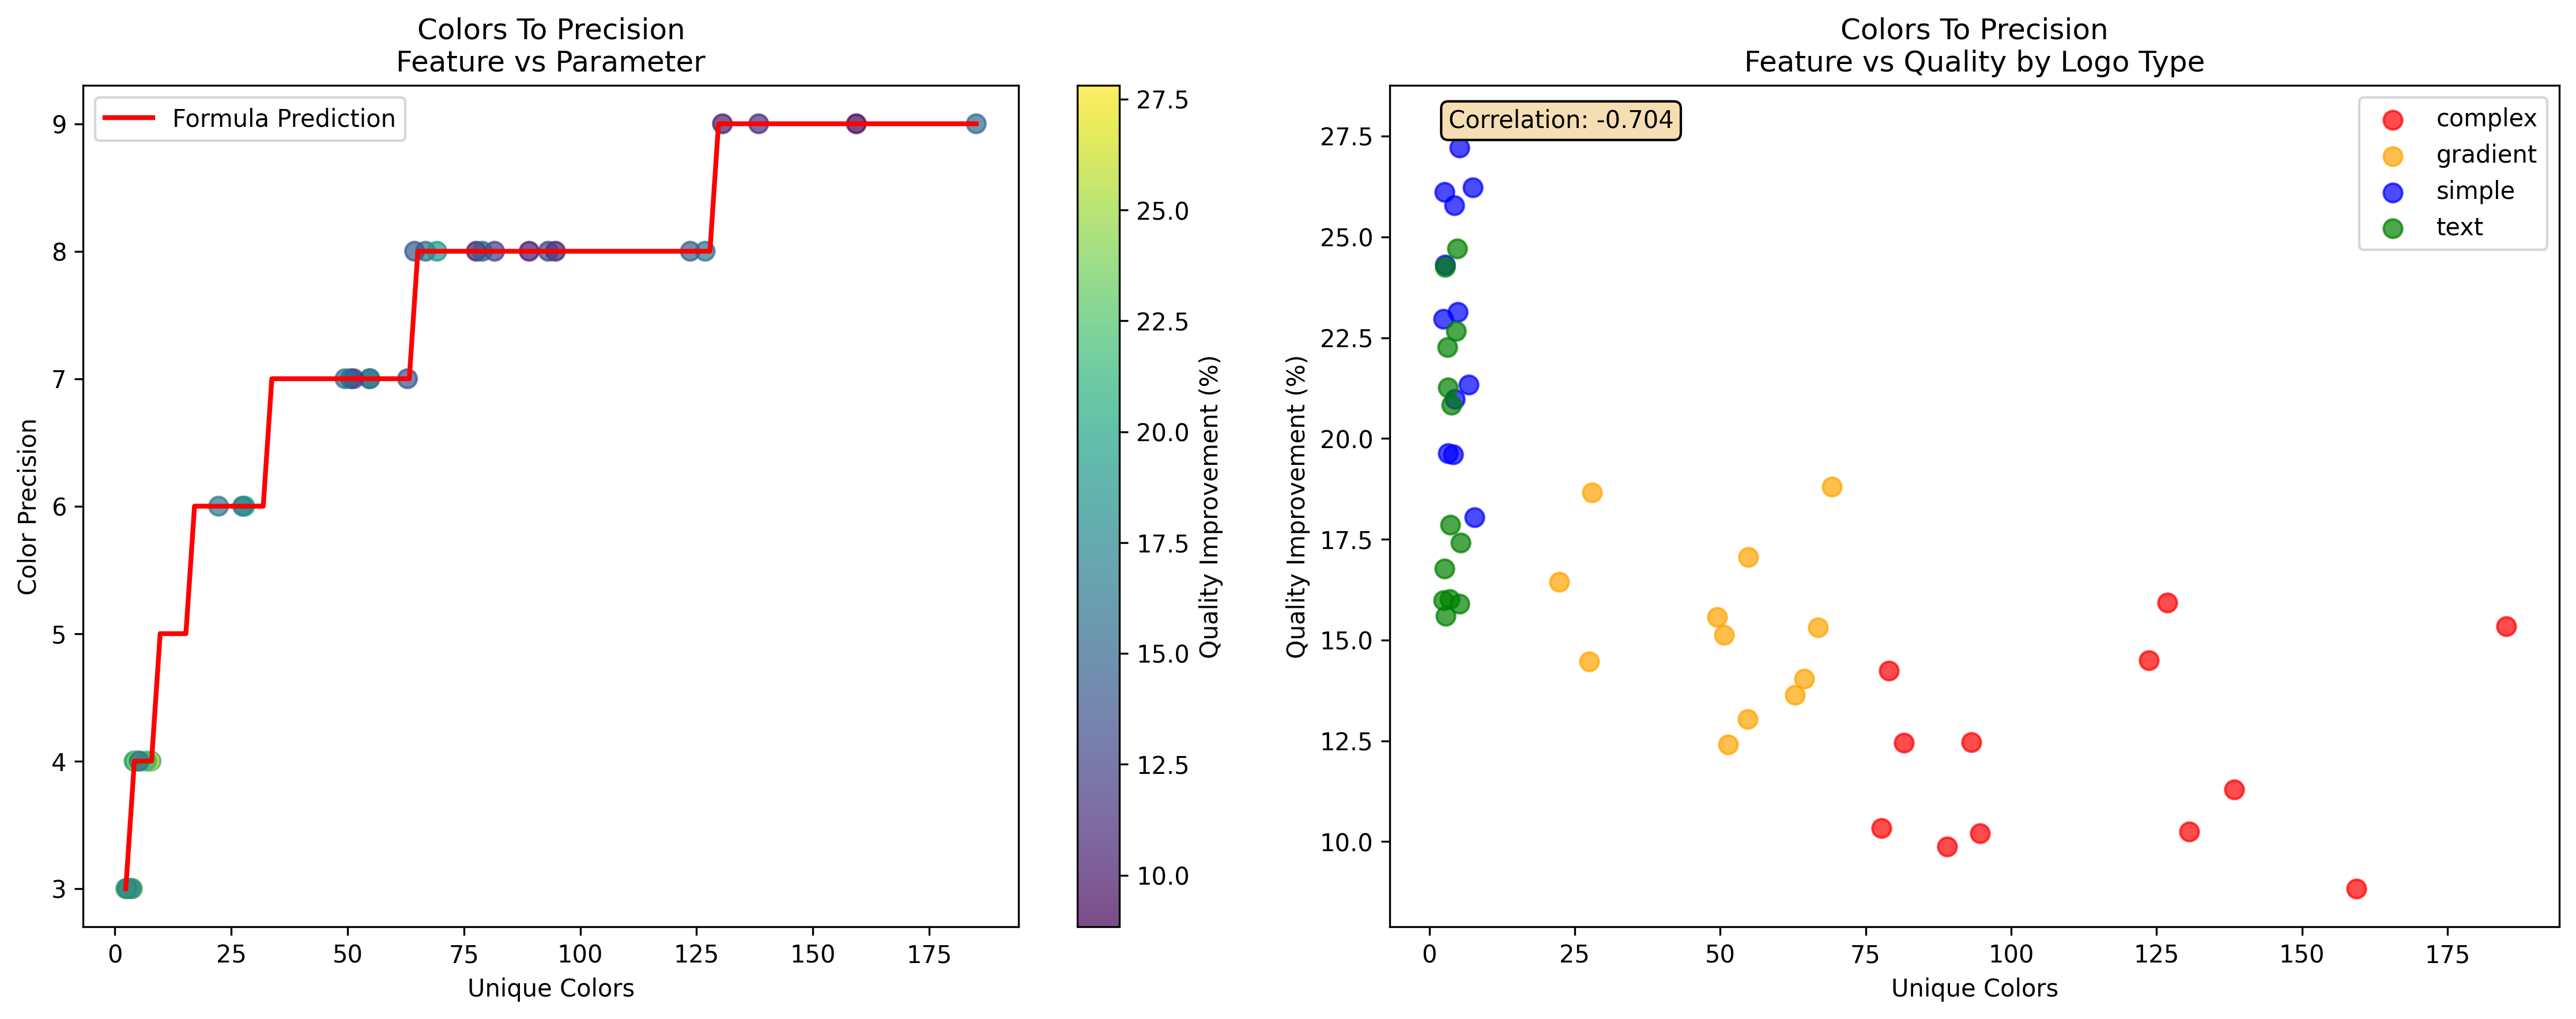 Colors To Precision
Feature vs Parameter
Formula Prediction
9
8
7
6
5
4
3
Color Precision
0 25 50 75 100 125 150 175
Unique Colors
27.5
25.0
22.5
20.0
17.5
15.0
12.5
10.0
Quality Improvement (%)
Colors To Precision
Feature vs Quality by Logo Type
Correlation: -0.704
complex
gradient
simple
text
27.5
25.0
22.5
20.0
17.5
15.0
12.5
10.0
Quality Improvement (%)
0 25 50 75 100 125 150 175
Unique Colors